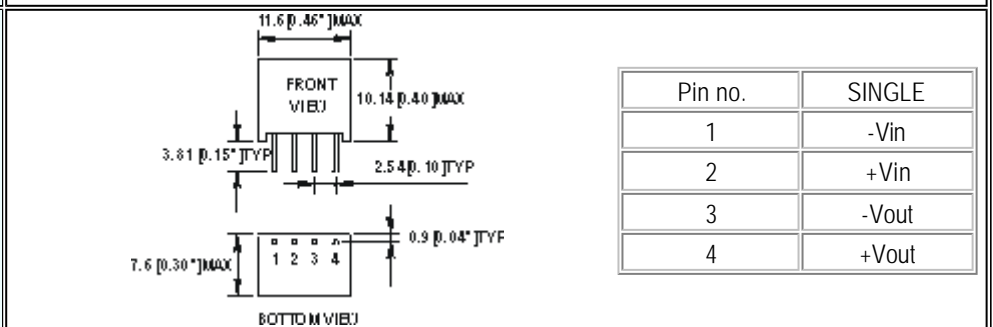 11.6[0.46"]MAX
FRONT
VIEW
10.14[0.40]MAX
3.81[0.15"]TYP
2.54[0.10]TYP
0.9[0.04"]TYP
7.6[0.30"]MAX
1 2 3 4
BOTTOM VIEW
Pin no. SINGLE
1 -Vin
2 +Vin
3 -Vout
4 +Vout